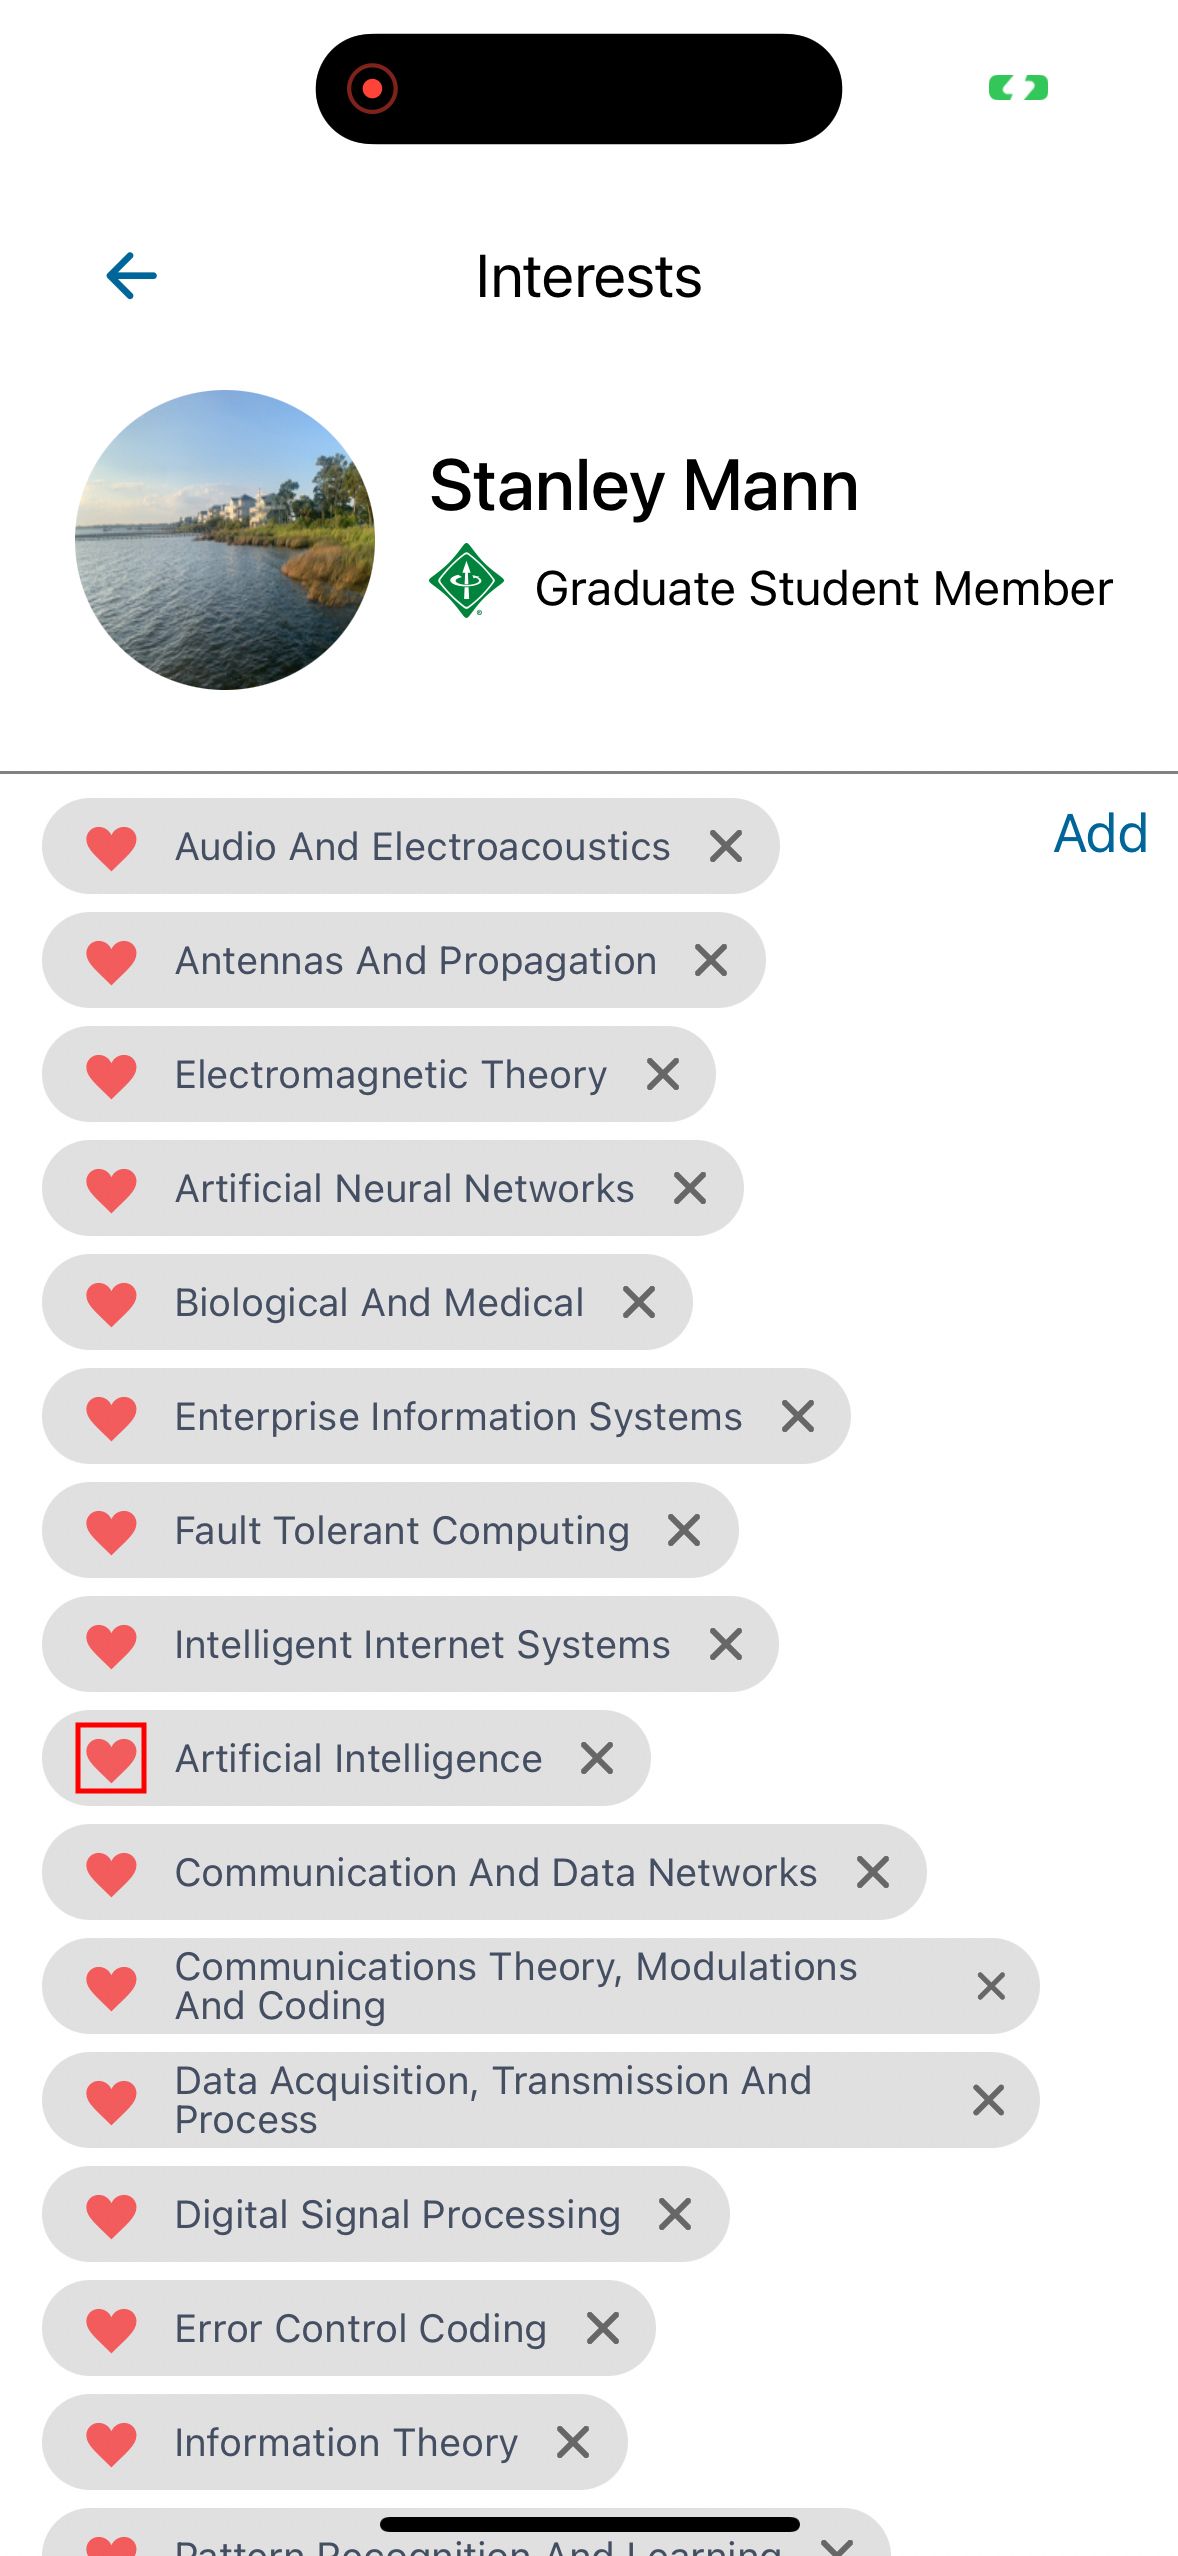 Interests
Stanley Mann
Graduate Student Member
Add
Audio And Electroacoustics
Antennas And Propagation
Electromagnetic Theory
Artificial Neural Networks
Biological And Medical
Enterprise Information Systems
Fault Tolerant Computing
Intelligent Internet Systems
Artificial Intelligence
Communication And Data Networks
Communications Theory, Modulations
And Coding
Data Acquisition, Transmission And
Process
Digital Signal Processing
Error Control Coding
Information Theory
Pattern Recognition And Learning